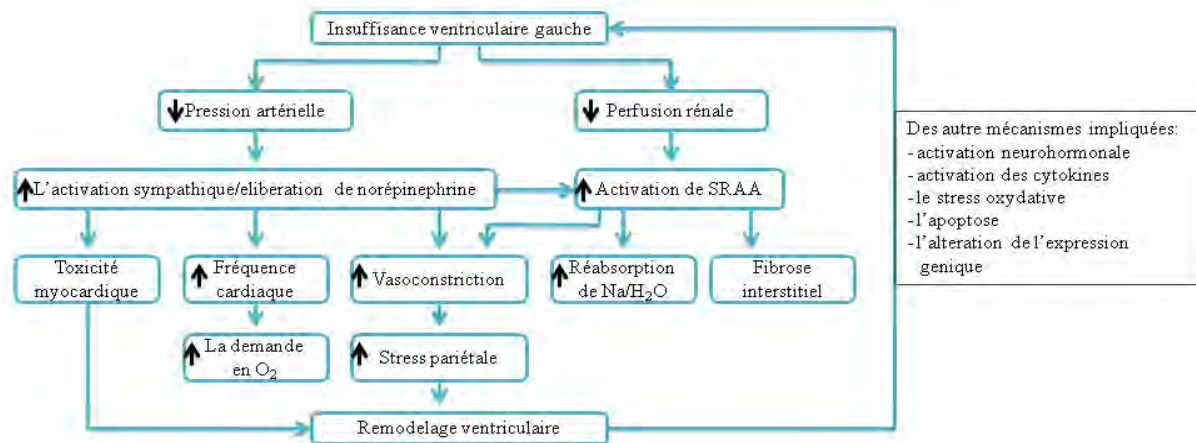 Insuffisance ventriculaire gauche
Pression artérielle
Perfusion rénale
L'activation sympathique/eliberation de norépinephrine
Activation de SRAA
Toxicité
myocardique
Fréquence
cardiaque
Vasoconstriction
Réabsorption
de Na/H₂O
Fibrose
interstitiel
La demande
en O₂
Stress pariétale
Remodelage ventriculaire
Des autre mécanismes impliquées:
-activation neurohormonale
-activation des cytokines
-le stress oxydative
-l'apoptose
-l'alteration de l'expression
genique